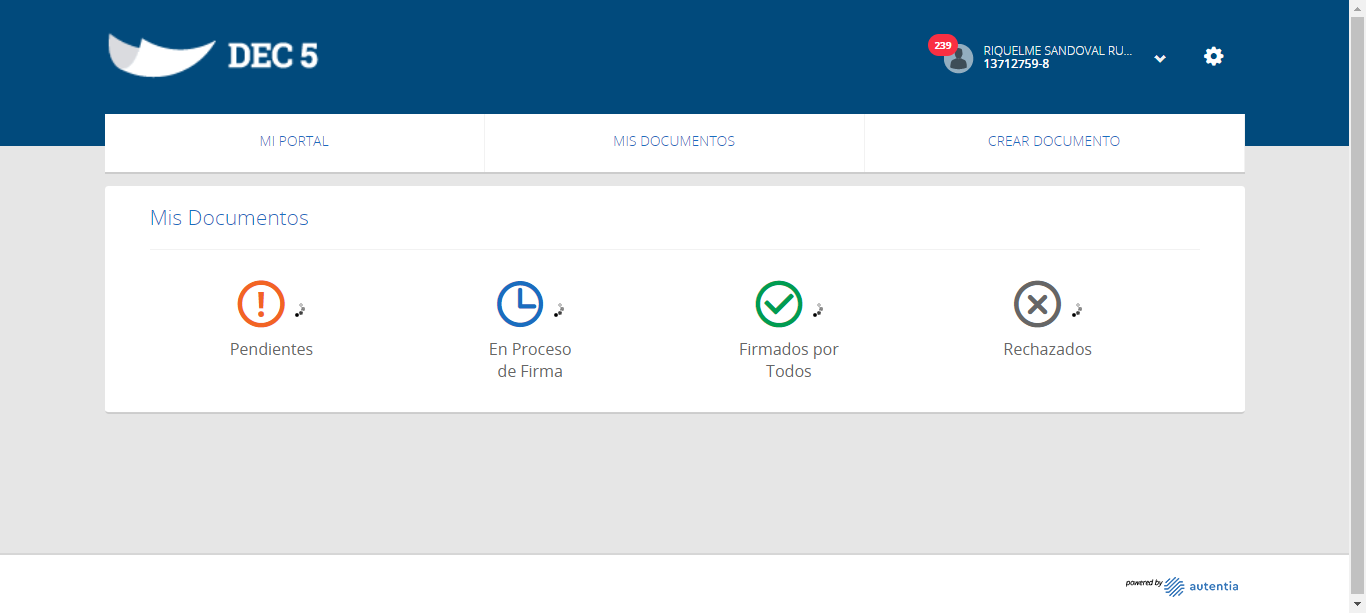 DEC 5
239
RIQUELME SANDOVAL RU...
13712759-8
MI PORTAL
MIS DOCUMENTOS
CREAR DOCUMENTO
Mis Documentos
Pendientes
En Proceso
de Firma
Firmados por
Todos
Rechazados
powered by
autentia